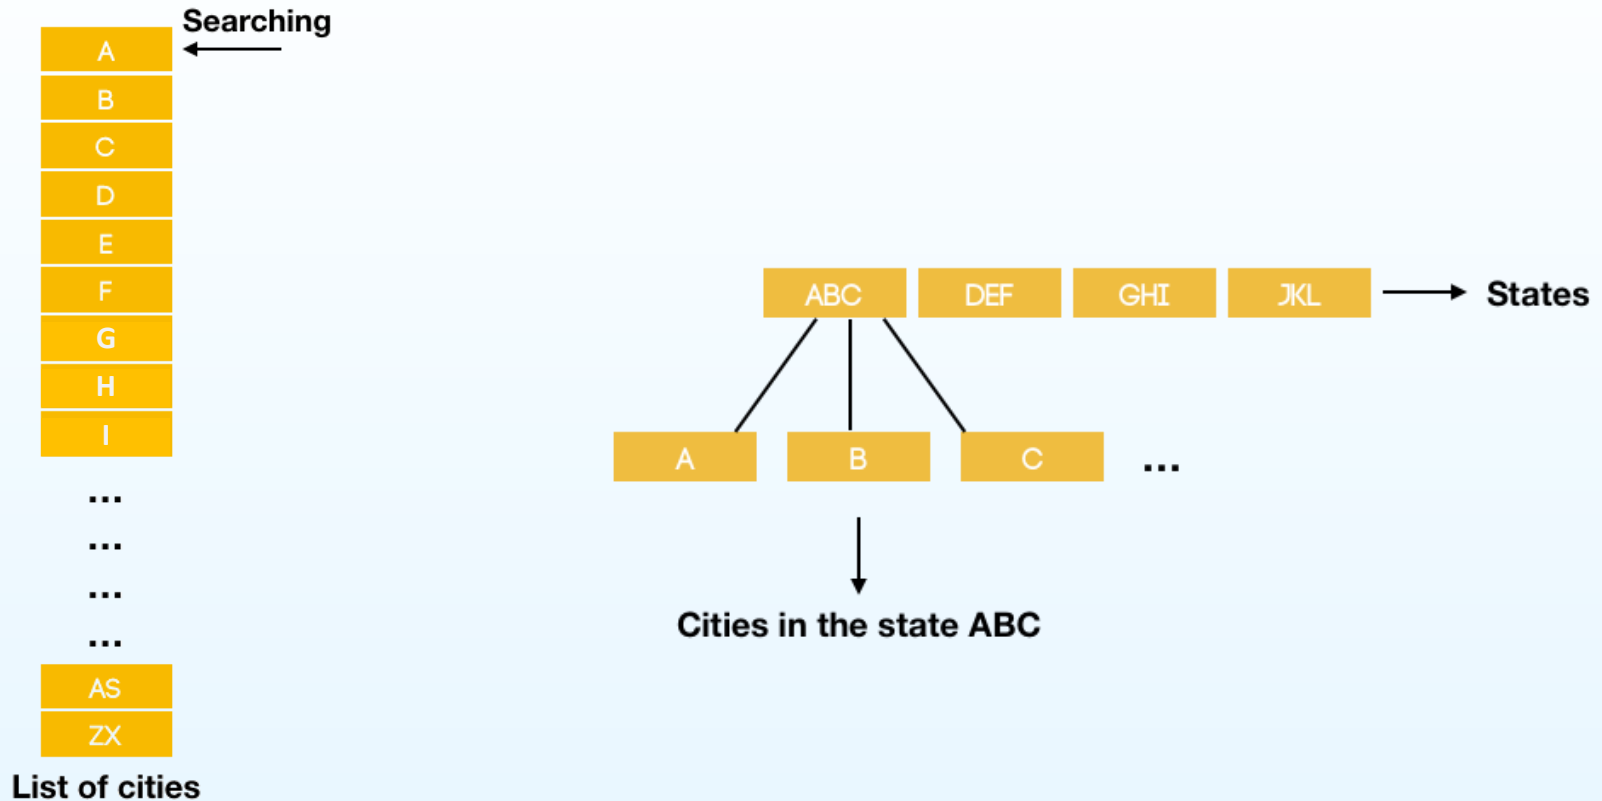 Searching
A
B
C
D
E
F
G
H
I
...
...
...
...
AS
ZX
List of cities
ABC DEF GHI JKL States
A B C ...
Cities in the state ABC